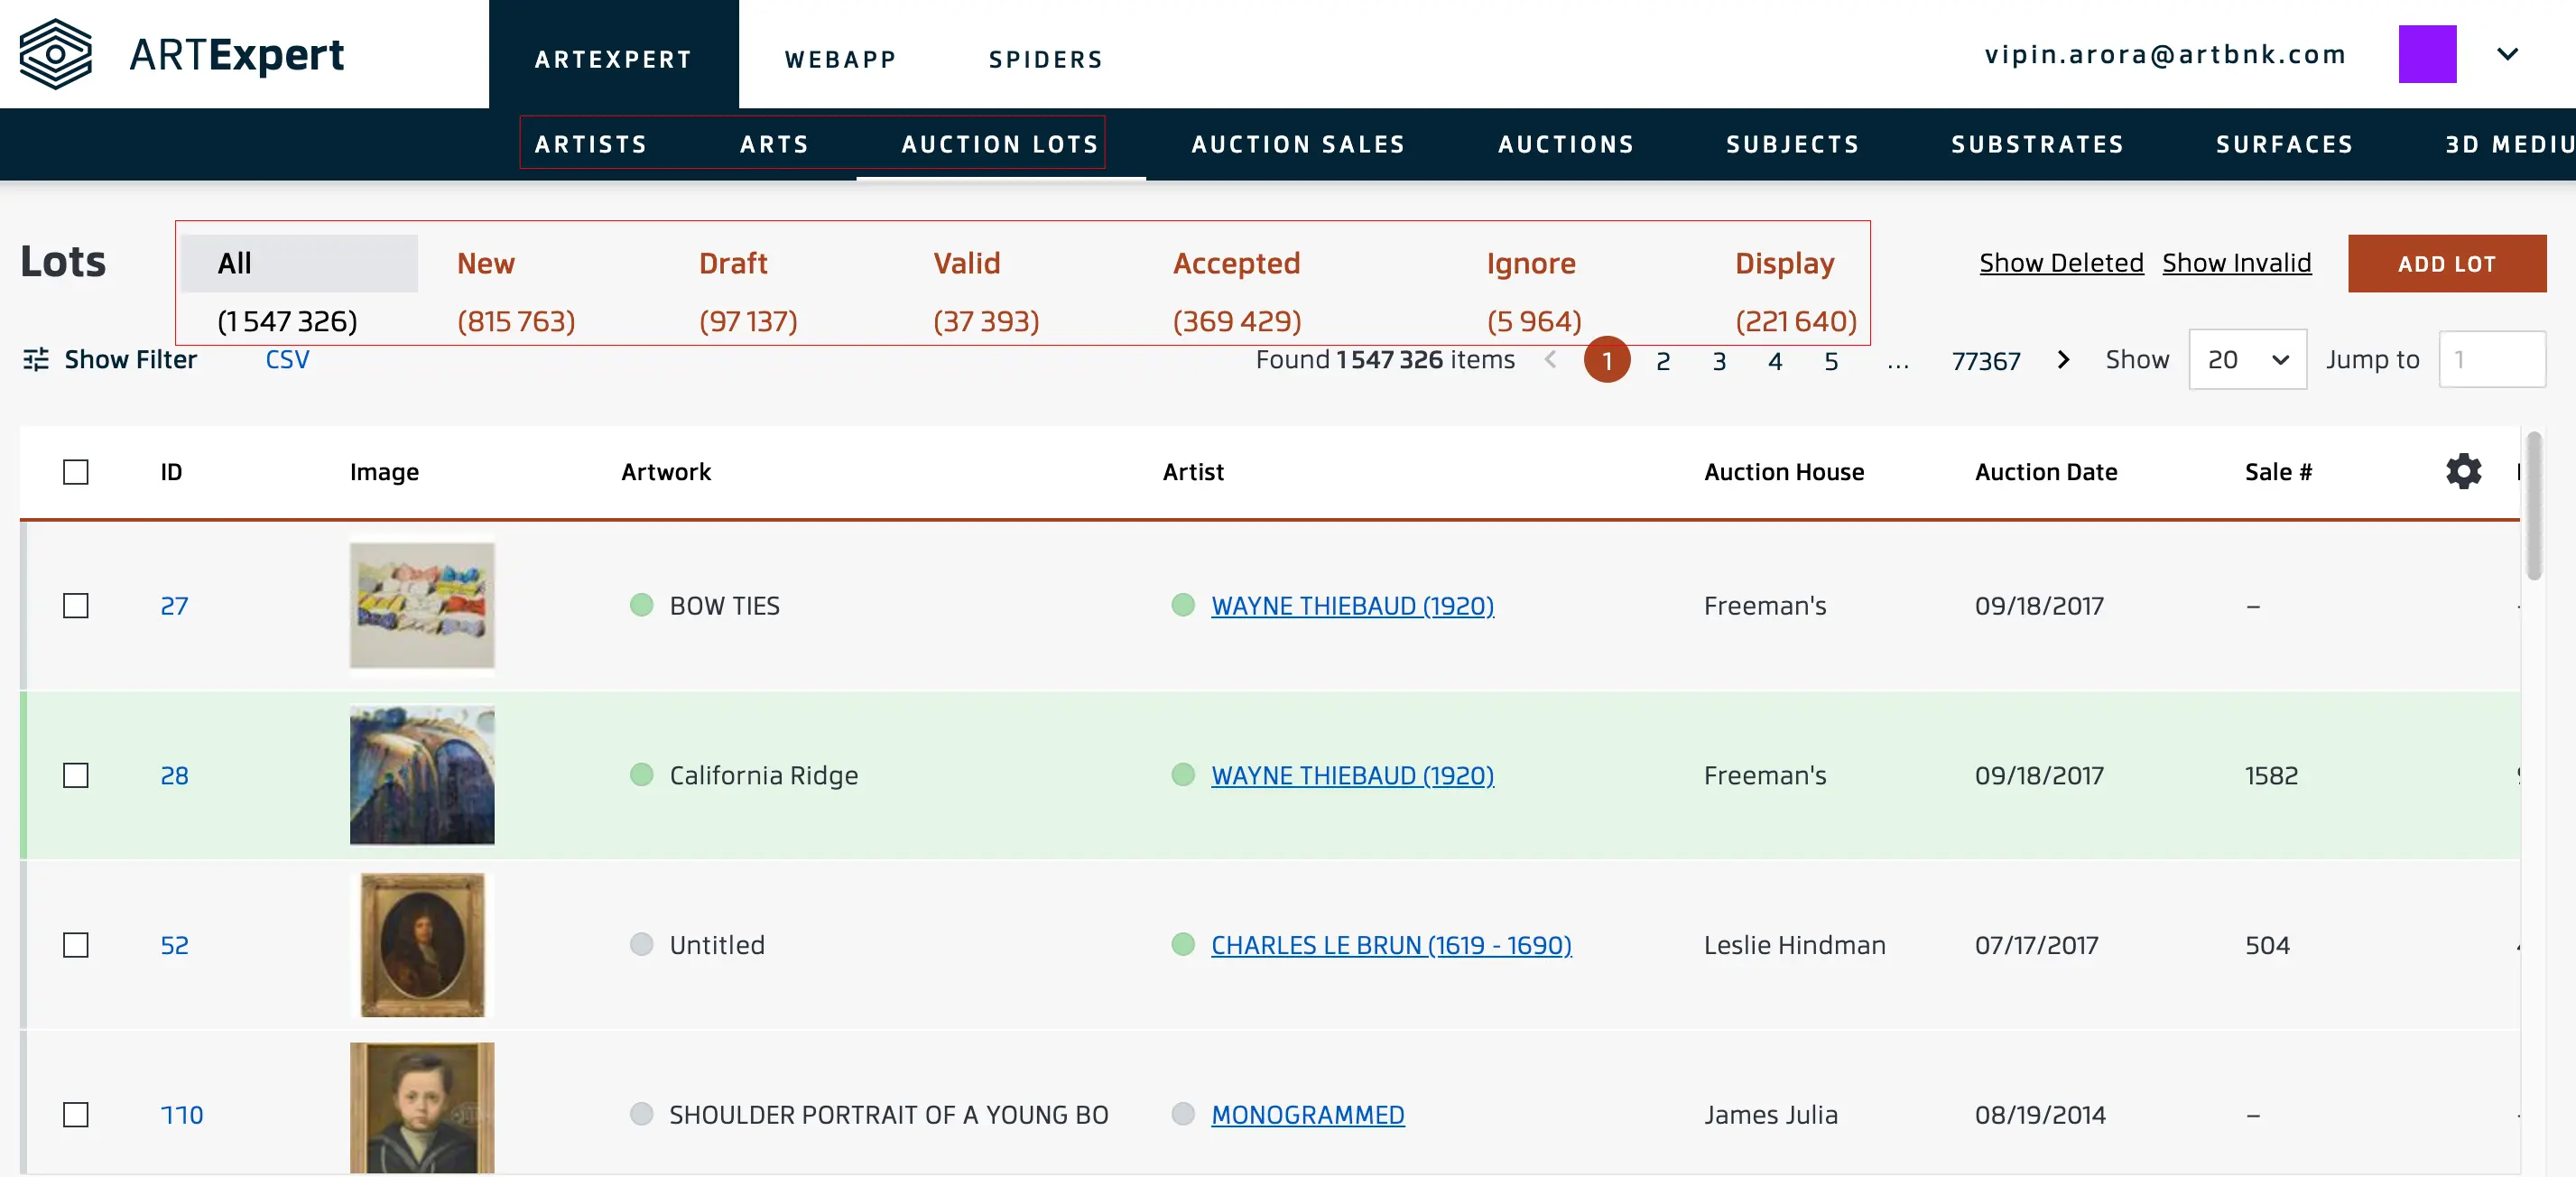 ARTExpert
ARTEXPERT WEBAPP SPIDERS
vipin.arora@artbnk.com
ARTISTS ARTS AUCTION LOTS AUCTION SALES AUCTIONS SUBJECTS SUBSTRATES SURFACES 3D MEDIU
Lots
All New Draft Valid Accepted Ignore Display
(1 547 326) (815 763) (97 137) (37 393) (369 429) (5 964) (221 640)
Show Deleted Show Invalid ADD LOT
Show Filter CSV
Found 1 547 326 items 1 2 3 4 5 ... 77367 Show 20 Jump to 1
ID Image Artwork Artist Auction House Auction Date Sale #
27 BOW TIES WAYNE THIEBAUD (1920) Freeman's 09/18/2017 –
28 California Ridge WAYNE THIEBAUD (1920) Freeman's 09/18/2017 1582
52 Untitled CHARLES LE BRUN (1619 - 1690) Leslie Hindman 07/17/2017 504
110 SHOULDER PORTRAIT OF A YOUNG BO MONOGRAMMED James Julia 08/19/2014 –